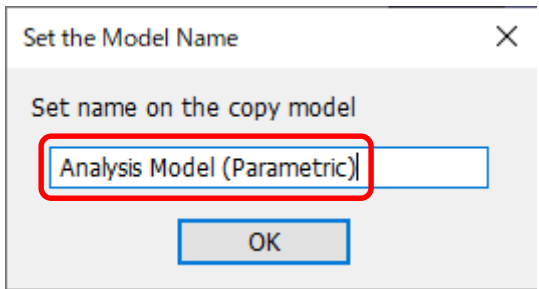 Set the Model Name
Set name on the copy model
Analysis Model (Parametric)
OK